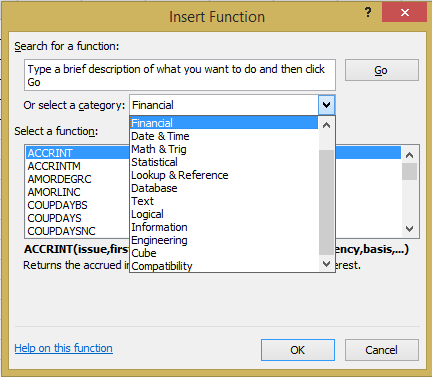 Insert Function
?
Search for a function:
Type a brief description of what you want to do and then click
Go
Go
Or select a category: Financial
Financial
Date & Time
Math & Trig
Statistical
Lookup & Reference
Database
Text
Logical
Information
Engineering
Cube
Compatibility
Select a function:
ACCRINT
ACCRINTM
AMORDEGRC
AMORLINC
COUPDAYBS
COUPDAYS
COUPDAYSNC
ACCRINT(issue,firs ency,basis,...)
Returns the accrued in erest.
Help on this function
OK
Cancel